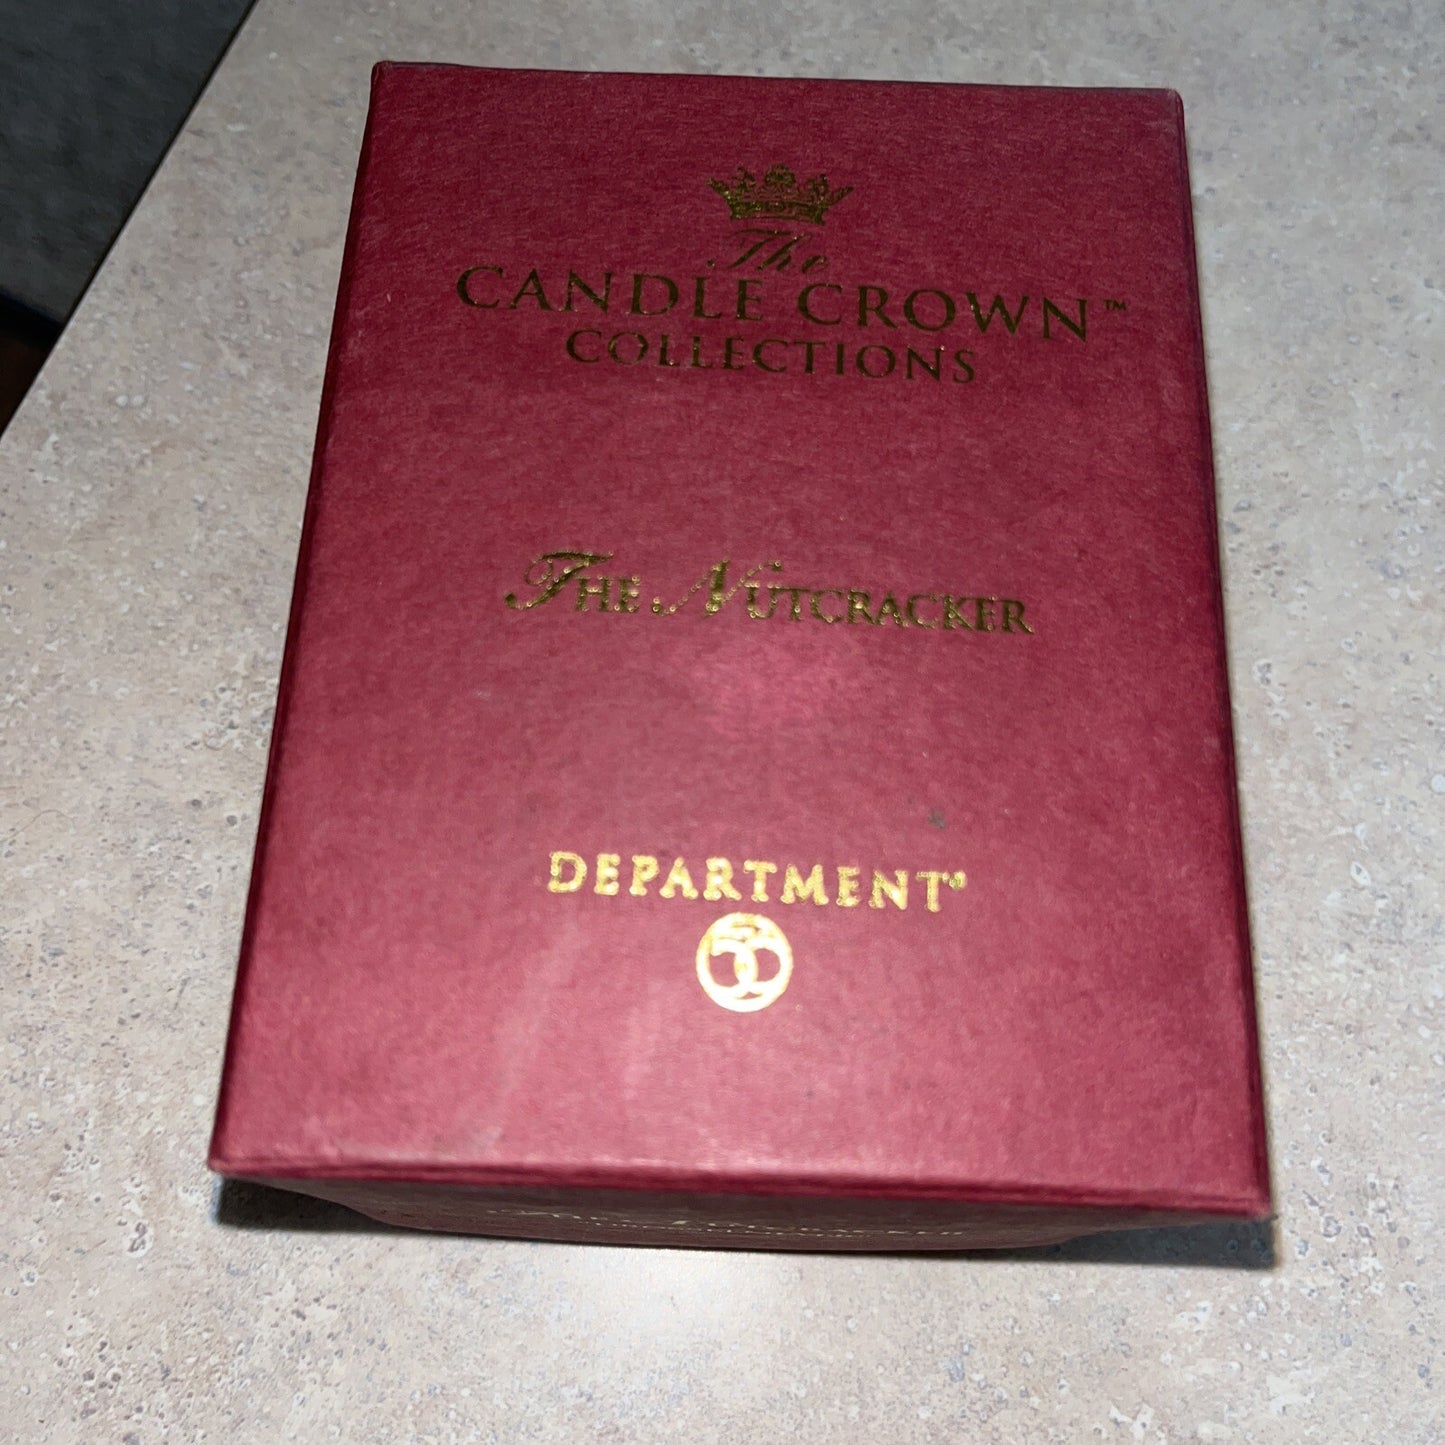 The
CANDLE CROWN™
COLLECTIONS
THE NUTCRACKER
DEPARTMENT®
56